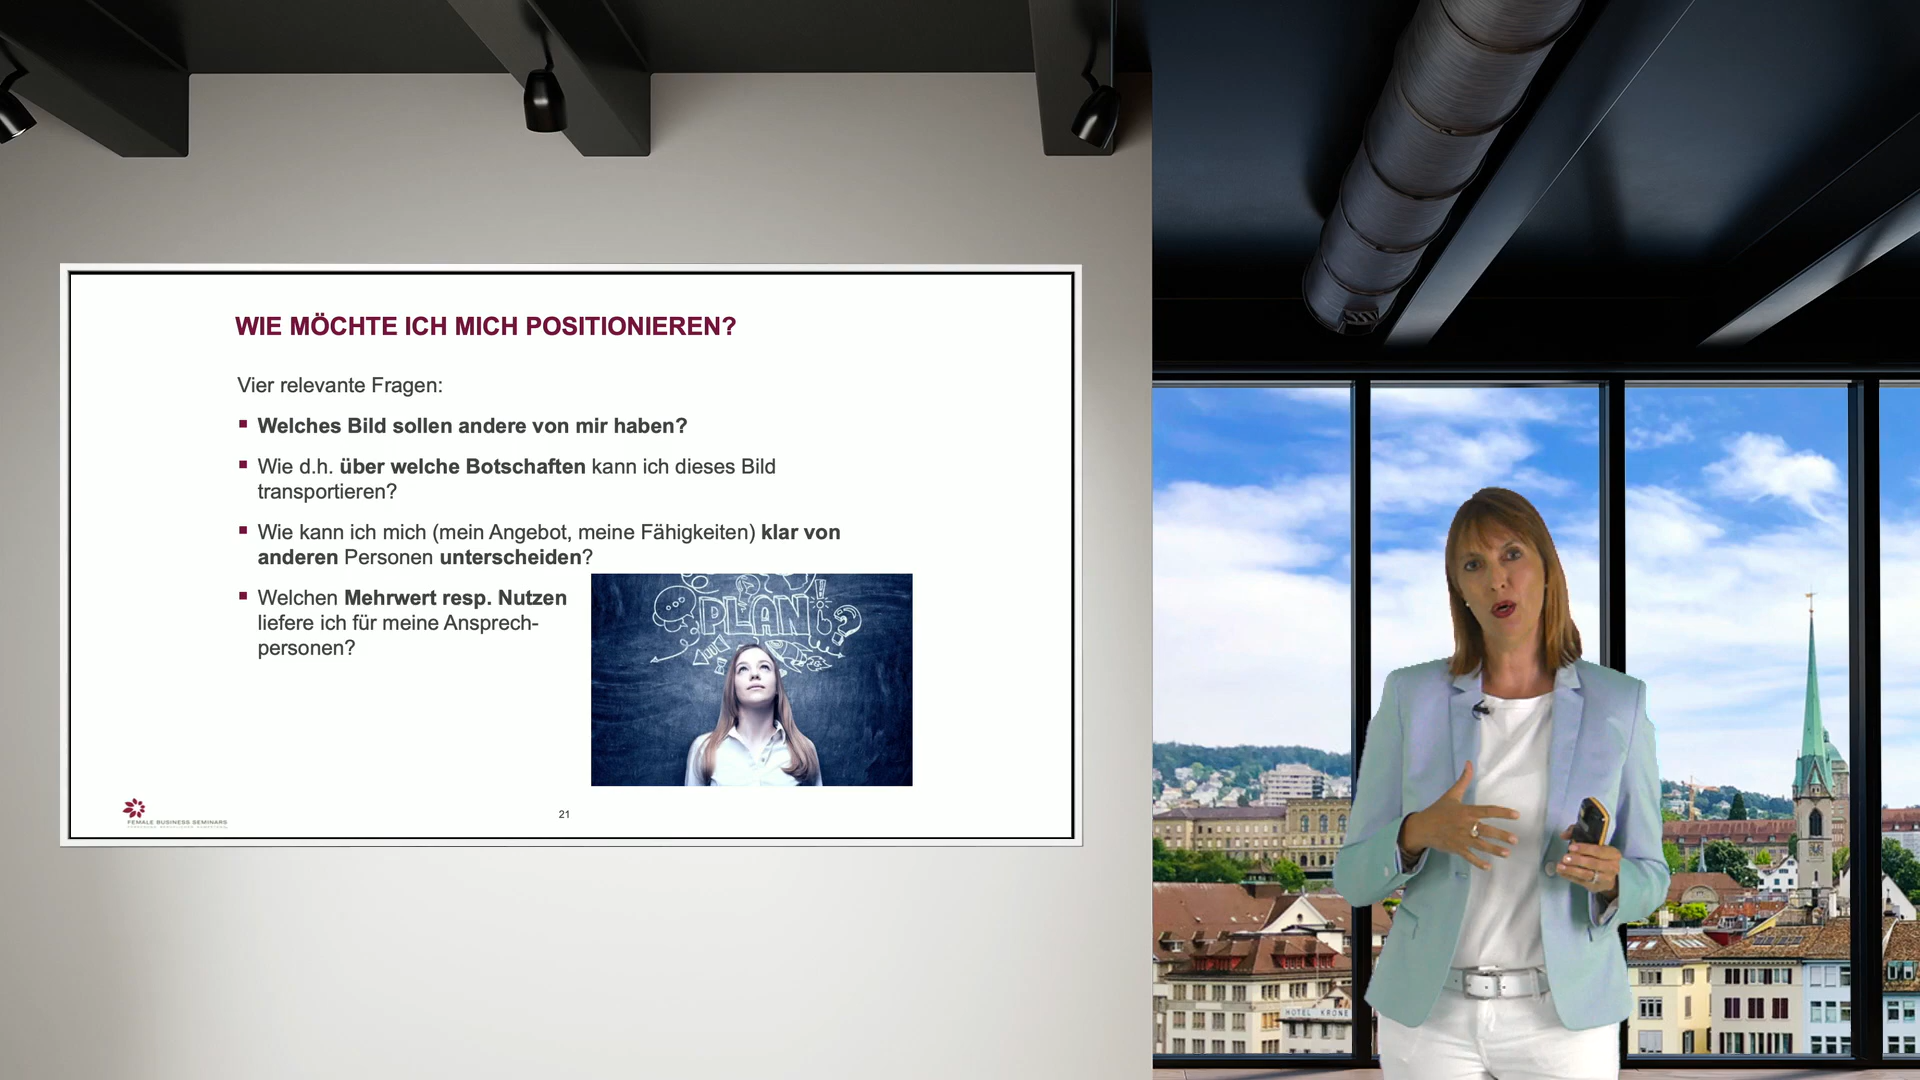 WIE MÖCHTE ICH MICH POSITIONIEREN?
Vier relevante Fragen:
Welches Bild sollen andere von mir haben?
Wie d.h. über welche Botschaften kann ich dieses Bild
transportieren?
Wie kann ich mich (mein Angebot, meine Fähigkeiten) klar von
anderen Personen unterscheiden?
Welchen Mehrwert resp. Nutzen
liefere ich für meine Ansprech-
personen?
PLAN
FEMALE BUSINESS SEMINARS
21
HOTEL KRONE